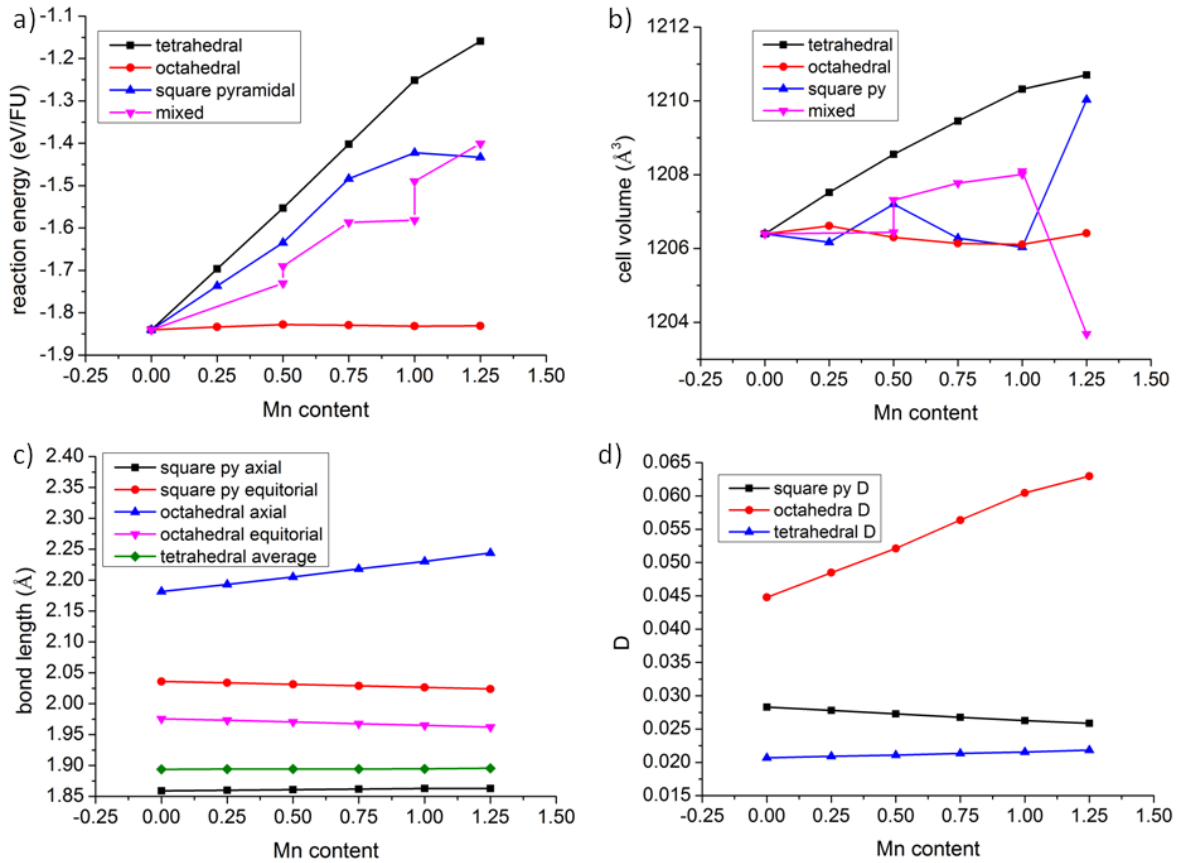 a)
-1.1
-1.2
-1.3
-1.4
-1.5
-1.6
-1.7
-1.8
-1.9
reaction energy (eV/FU)
tetrahedral
octahedral
square pyramidal
mixed
-0.25 0.00 0.25 0.50 0.75 1.00 1.25 1.50
Mn content
b)
1212
1210
1208
1206
1204
cell volume (Å³)
tetrahedral
octahedral
square py
mixed
-0.25 0.00 0.25 0.50 0.75 1.00 1.25 1.50
Mn content
c)
2.40
2.35
2.30
2.25
2.20
2.15
2.10
2.05
2.00
1.95
1.90
1.85
bond length (Å)
square py axial
square py equitorial
octahedral axial
octahedral equitorial
tetrahedral average
-0.25 0.00 0.25 0.50 0.75 1.00 1.25 1.50
Mn content
d)
0.065
0.060
0.055
0.050
0.045
0.040
0.035
0.030
0.025
0.020
0.015
D
square py D
octahedra D
tetrahedral D
-0.25 0.00 0.25 0.50 0.75 1.00 1.25 1.50
Mn content